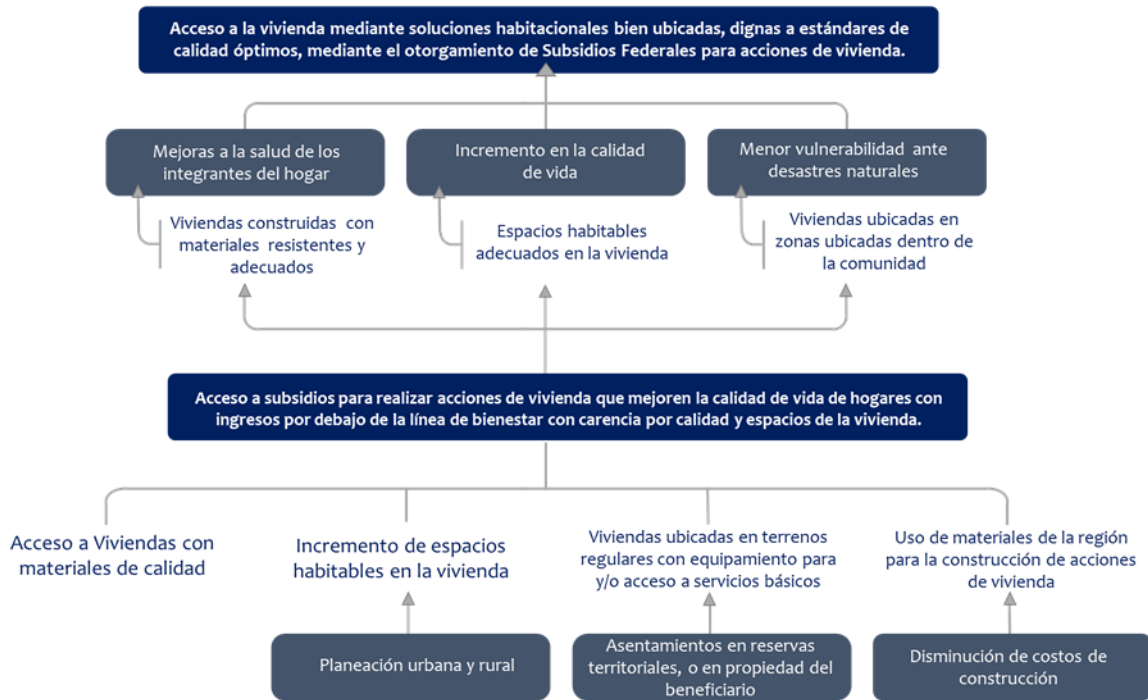 Acceso a la vivienda mediante soluciones habitacionales bien ubicadas, dignas a estándares
de calidad óptimos, mediante el otorgamiento de Subsidios Federales para acciones de vivienda.
Mejoras a la salud de los
integrantes del hogar
Incremento en la calidad
de vida
Menor vulnerabilidad ante
desastres naturales
Viviendas construidas con
materiales resistentes y
adecuados
Espacios habitables
adecuados en la vivienda
Viviendas ubicadas en
zonas ubicadas dentro de
la comunidad
Acceso a subsidios para realizar acciones de vivienda que mejoren la calidad de vida de hogares con
ingresos por debajo de la línea de bienestar con carencia por calidad y espacios de la vivienda.
Acceso a Viviendas con
materiales de calidad
Incremento de espacios
habitables en la vivienda
Viviendas ubicadas en terrenos
regulares con equipamiento para
y/o acceso a servicios básicos
Uso de materiales de la región
para la construcción de acciones
de vivienda
Planeación urbana y rural
Asentamientos en reservas
territoriales, o en propiedad del
beneficiario
Disminución de costos de
construcción